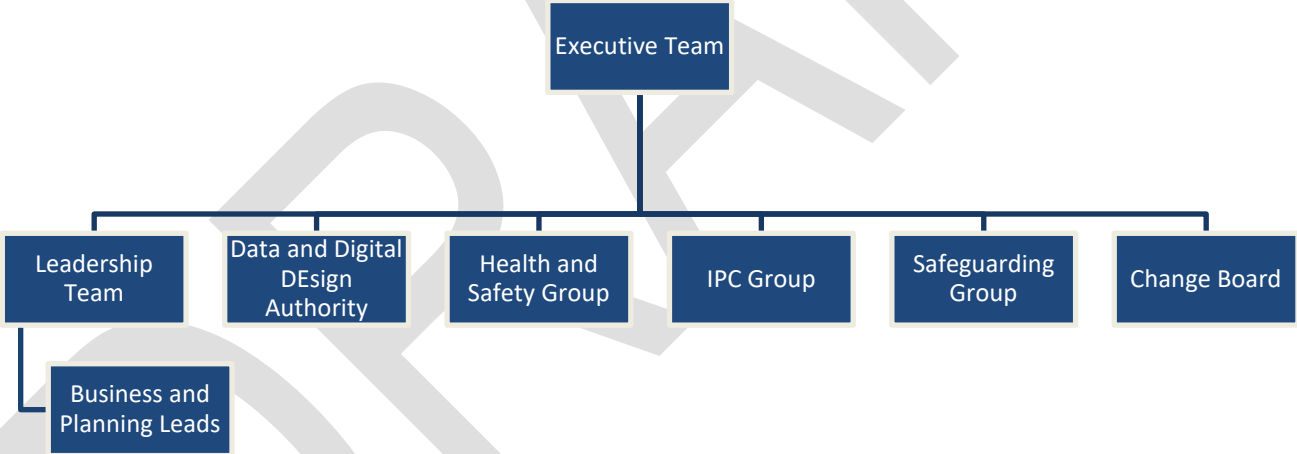 Executive Team
Leadership
Team
Data and Digital
DEsign
Authority
Health and
Safety Group
IPC Group
Safeguarding
Group
Change Board
Business and
Planning Leads